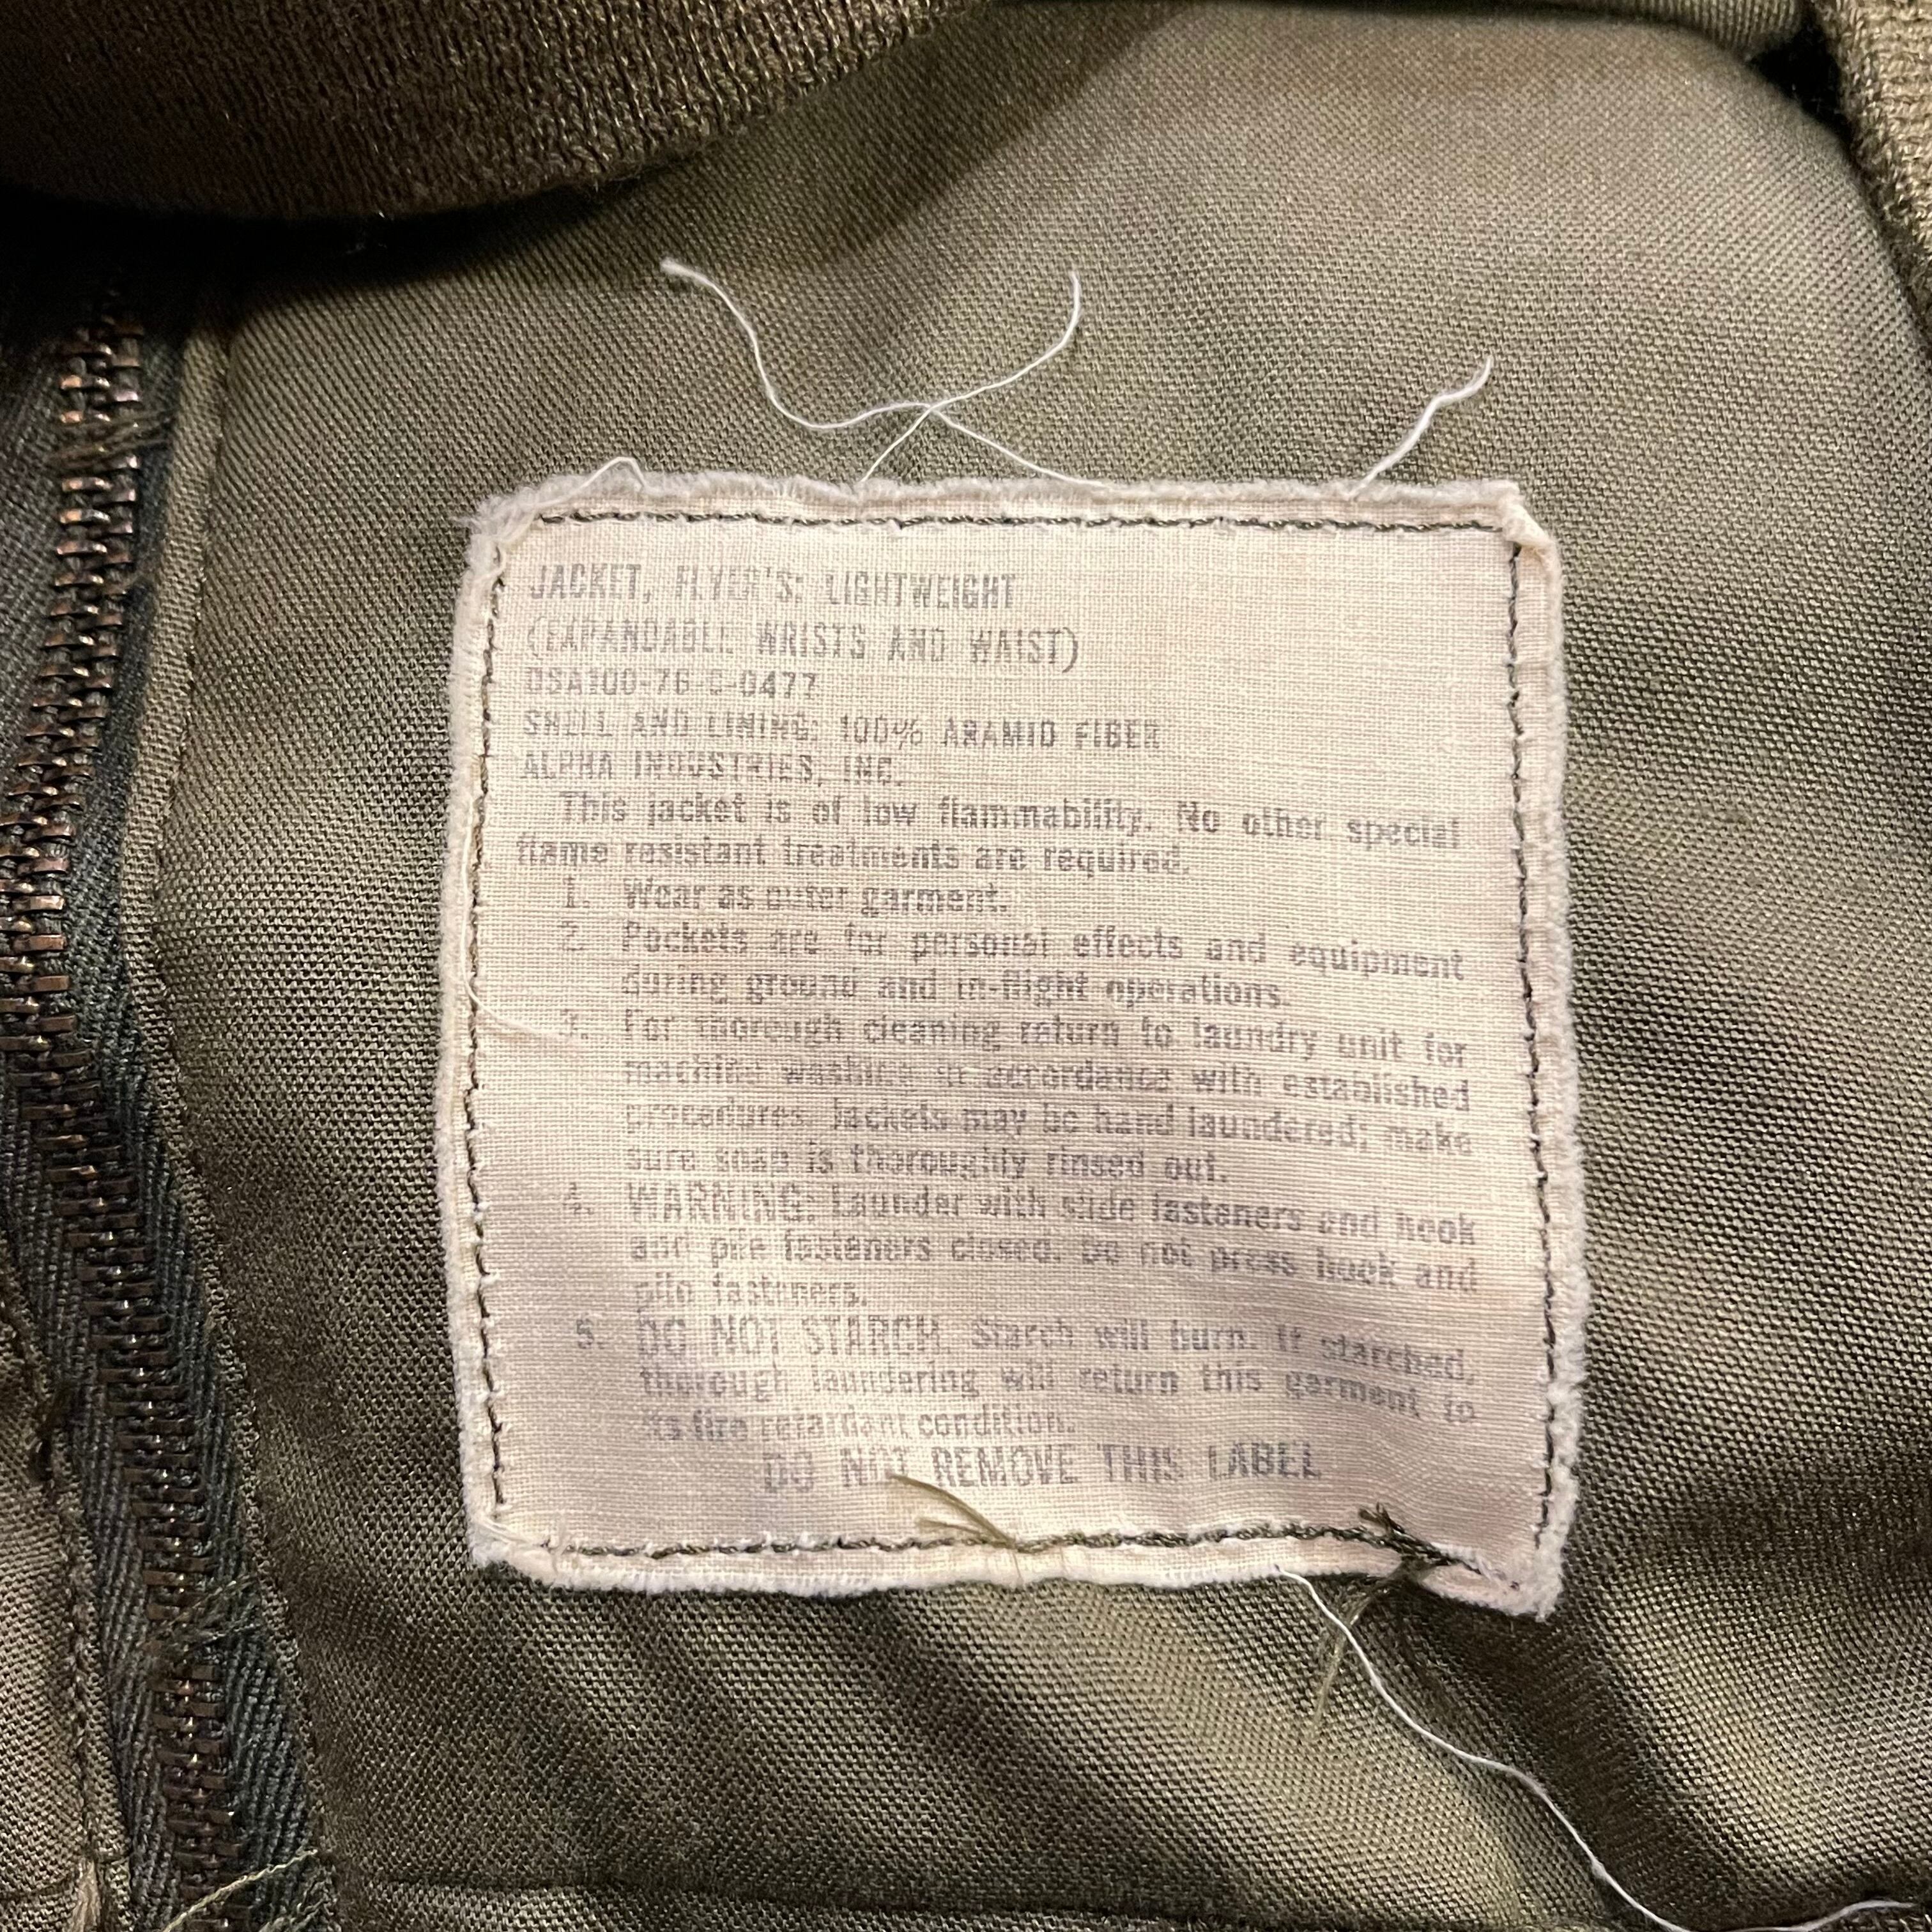 JACKET, FLYER'S: LIGHTWEIGHT
(EXPANDABLE WRISTS AND WAIST)
DSA100-76-C-0477
SHELL AND LINING: 100% ARAMID FIBER
ALPHA INDUSTRIES, INC.
This jacket is of low flammability. No other special
flame resistant treatments are required.
1. Wear as outer garment.
2. Pockets are for personal effects and equipment
during ground and in-flight operations.
3. For thorough cleaning return to laundry unit for
machine washing in accordance with established
procedures. Jackets may be hand laundered; make
sure soap is thoroughly rinsed out.
4. WARNING: Launder with slide fasteners and hook
and pile fasteners closed. Do not press hook and
pile fasteners.
5. DO NOT STARCH. Starch will burn. If starched,
thorough laundering will return this garment to
its fire retardant condition.
DO NOT REMOVE THIS LABEL